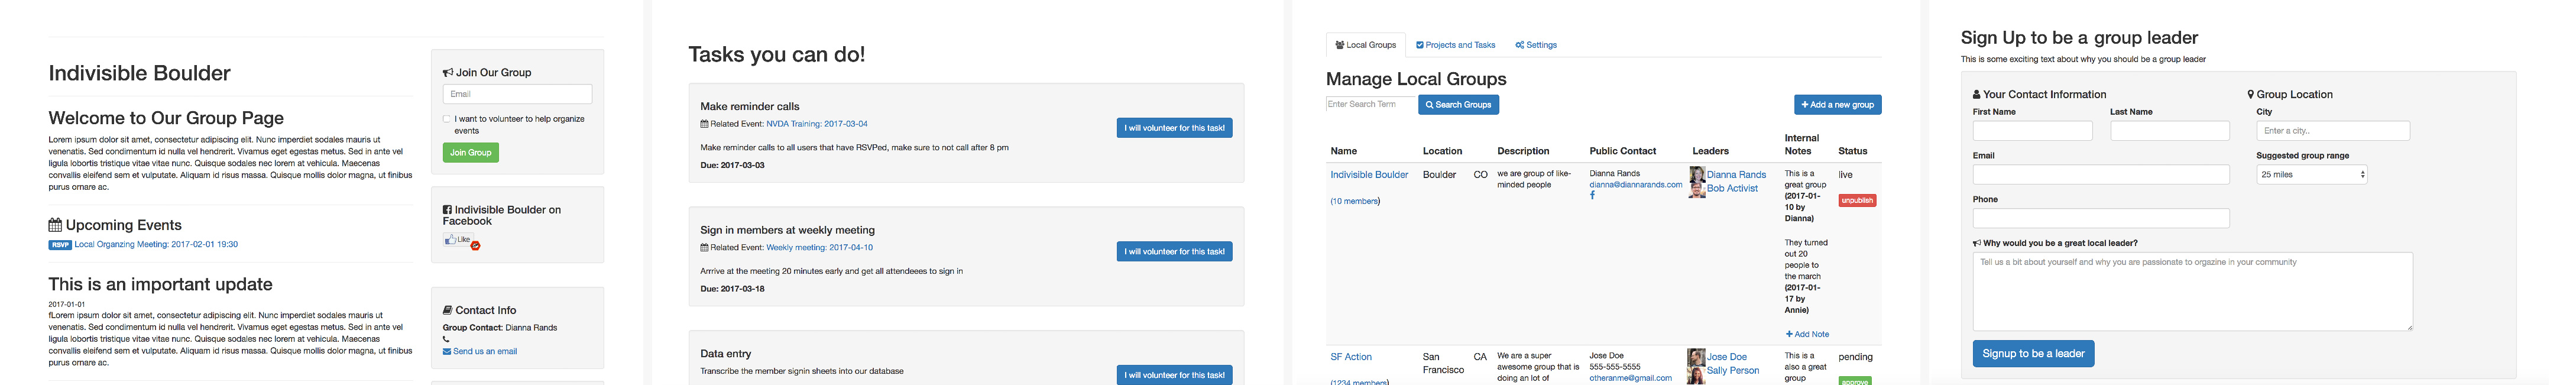 Indivisible Boulder
Welcome to Our Group Page
Lorem ipsum dolor sit amet, consectetur adipiscing elit. Nunc imperdiet sodales mauris ut
venenatis. Sed condimentum id nulla vel hendrerit. Vivamus eget egestas metus. Sed in ante vel
ligula lobortis tristique vitae vitae nunc. Quisque sodales nec lorem at vehicula. Maecenas
convallis eleifend sem et vulputate. Aliquam id risus massa. Quisque mollis dolor magna, ut finibus
purus ornare ac.
Upcoming Events
RSVP Local Organzing Meeting: 2017-02-01 19:30
This is an important update
2017-01-01
fLorem ipsum dolor sit amet, consectetur adipiscing elit. Nunc imperdiet sodales mauris ut
venenatis. Sed condimentum id nulla vel hendrerit. Vivamus eget egestas metus. Sed in ante vel
ligula lobortis tristique vitae vitae nunc. Quisque sodales nec lorem at vehicula. Maecenas
convallis eleifend sem et vulputate. Aliquam id risus massa. Quisque mollis dolor magna, ut finibus
purus ornare ac.
Join Our Group
Email
I want to volunteer to help organize
events
Join Group
Indivisible Boulder on
Facebook
Like
Contact Info
Group Contact: Dianna Rands
Send us an email
Tasks you can do!
Make reminder calls
Related Event: NVDA Training: 2017-03-04
Make reminder calls to all users that have RSVPed, make sure to not call after 8 pm
Due: 2017-03-03
I will volunteer for this task!
Sign in members at weekly meeting
Related Event: Weekly meeting: 2017-04-10
Arrrive at the meeting 20 minutes early and get all attendeees to sign in
Due: 2017-03-18
I will volunteer for this task!
Data entry
Transcribe the member signin sheets into our database
I will volunteer for this task!
Local Groups Projects and Tasks Settings
Manage Local Groups
Enter Search Term Search Groups + Add a new group
Name Location Description Public Contact Leaders Internal Notes Status
Indivisible Boulder
(10 members)
Boulder CO
we are group of like-
minded people
Dianna Rands
dianna@diannarands.com
Dianna Rands
Bob Activist
This is a
great group
(2017-01-
10 by
Dianna)
They turned
out 20
people to
the march
(2017-01-
17 by
Annie)
+ Add Note
live
unpublish
SF Action
(1234 members)
San
Francisco
CA
We are a super
awesome group that is
doing an lot of
Jose Doe
555-555-5555
otheranme@gmail.com
Jose Doe
Sally Person
This is a
also a great
group
pending
approve
Sign Up to be a group leader
This is some exciting text about why you should be a group leader
Your Contact Information
First Name Last Name
Email
Phone
Group Location
City
Enter a city..
Suggested group range
25 miles
Why would you be a great local leader?
Tell us a bit about yourself and why you are passionate to orgazine in your community
Signup to be a leader